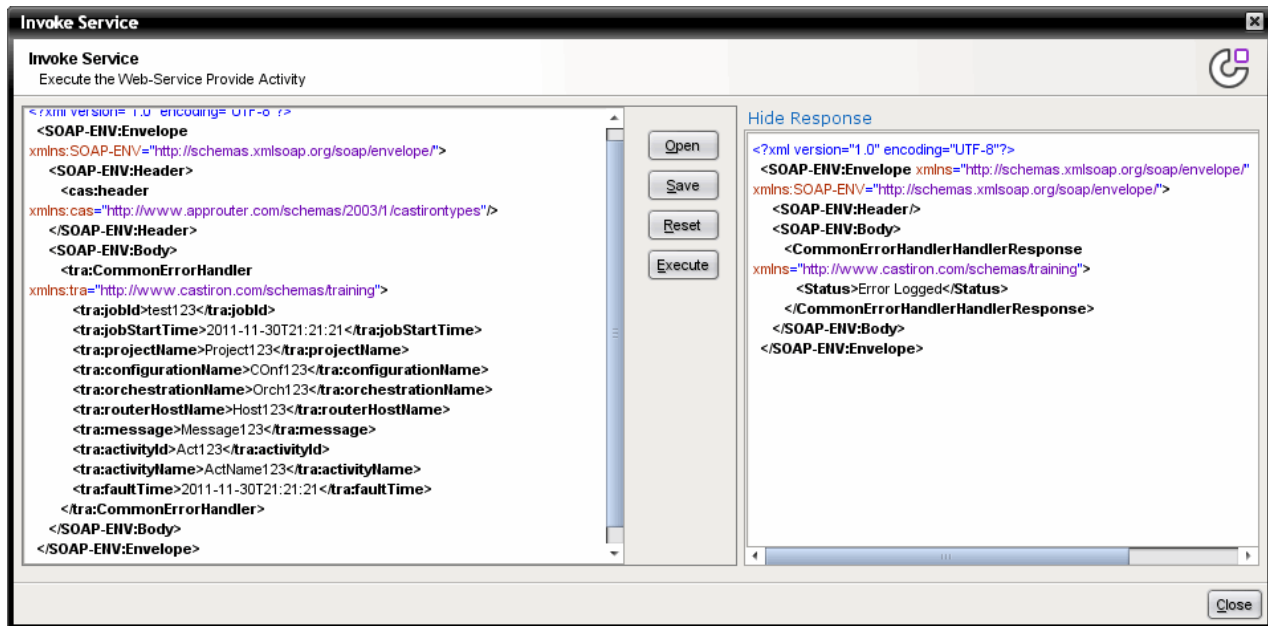 Invoke Service
Invoke Service
Execute the Web-Service Provide Activity
<?xml version="1.0" encoding="UTF-8"?>
<SOAP-ENV:Envelope
xmlns:SOAP-ENV="http://schemas.xmlsoap.org/soap/envelope/">
<SOAP-ENV:Header>
<cas:header
xmlns:cas="http://www.approuter.com/schemas/2003/1/castirontypes"/>
</SOAP-ENV:Header>
<SOAP-ENV:Body>
<tra:CommonErrorHandler
xmlns:tra="http://www.castiron.com/schemas/training">
<tra:jobId>test123</tra:jobId>
<tra:jobStartTime>2011-11-30T21:21:21</tra:jobStartTime>
<tra:projectName>Project123</tra:projectName>
<tra:configurationName>COnf123</tra:configurationName>
<tra:orchestrationName>Orch123</tra:orchestrationName>
<tra:routerHostName>Host123</tra:routerHostName>
<tra:message>Message123</tra:message>
<tra:activityId>Act123</tra:activityId>
<tra:activityName>ActName123</tra:activityName>
<tra:faultTime>2011-11-30T21:21:21</tra:faultTime>
</tra:CommonErrorHandler>
</SOAP-ENV:Body>
</SOAP-ENV:Envelope>
Open
Save
Reset
Execute
Hide Response
<?xml version="1.0" encoding="UTF-8"?>
<SOAP-ENV:Envelope xmlns="http://schemas.xmlsoap.org/soap/envelope/"
xmlns:SOAP-ENV="http://schemas.xmlsoap.org/soap/envelope/">
<SOAP-ENV:Header/>
<SOAP-ENV:Body>
<CommonErrorHandlerHandlerResponse
xmlns="http://www.castiron.com/schemas/training">
<Status>Error Logged</Status>
</CommonErrorHandlerHandlerResponse>
</SOAP-ENV:Body>
</SOAP-ENV:Envelope>
Close